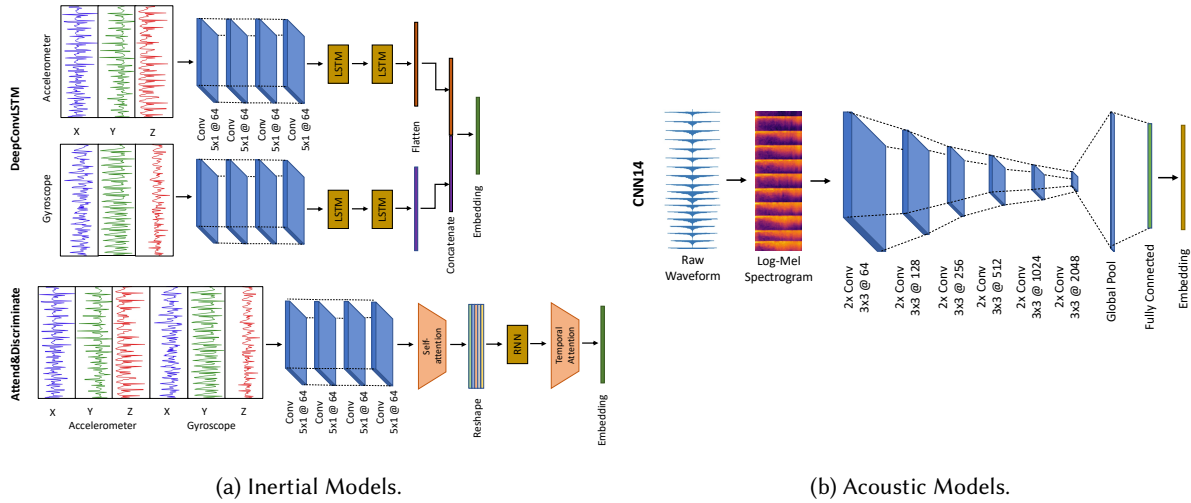 DeepConvLSTM
Accelerometer
X Y Z
Conv
5x1 @ 64
Conv
5x1 @ 64
Conv
5x1 @ 64
Conv
5x1 @ 64
LSTM
LSTM
Flatten
Gyroscope
LSTM
LSTM
Concatenate
Embedding
Attend&Discriminate
X Y Z X Y Z
Accelerometer Gyroscope
Conv
5x1 @ 64
Conv
5x1 @ 64
Conv
5x1 @ 64
Conv
5x1 @ 64
Self-
attention
Reshape
RNN
Temporal
Attention
Embedding
(a) Inertial Models.
CNN14
Raw
Waveform
Log-Mel
Spectrogram
2x Conv
3x3 @ 64
2x Conv
3x3 @ 128
2x Conv
3x3 @ 256
2x Conv
3x3 @ 512
2x Conv
3x3 @ 1024
2x Conv
3x3 @ 2048
Global Pool
Fully Connected
Embedding
(b) Acoustic Models.